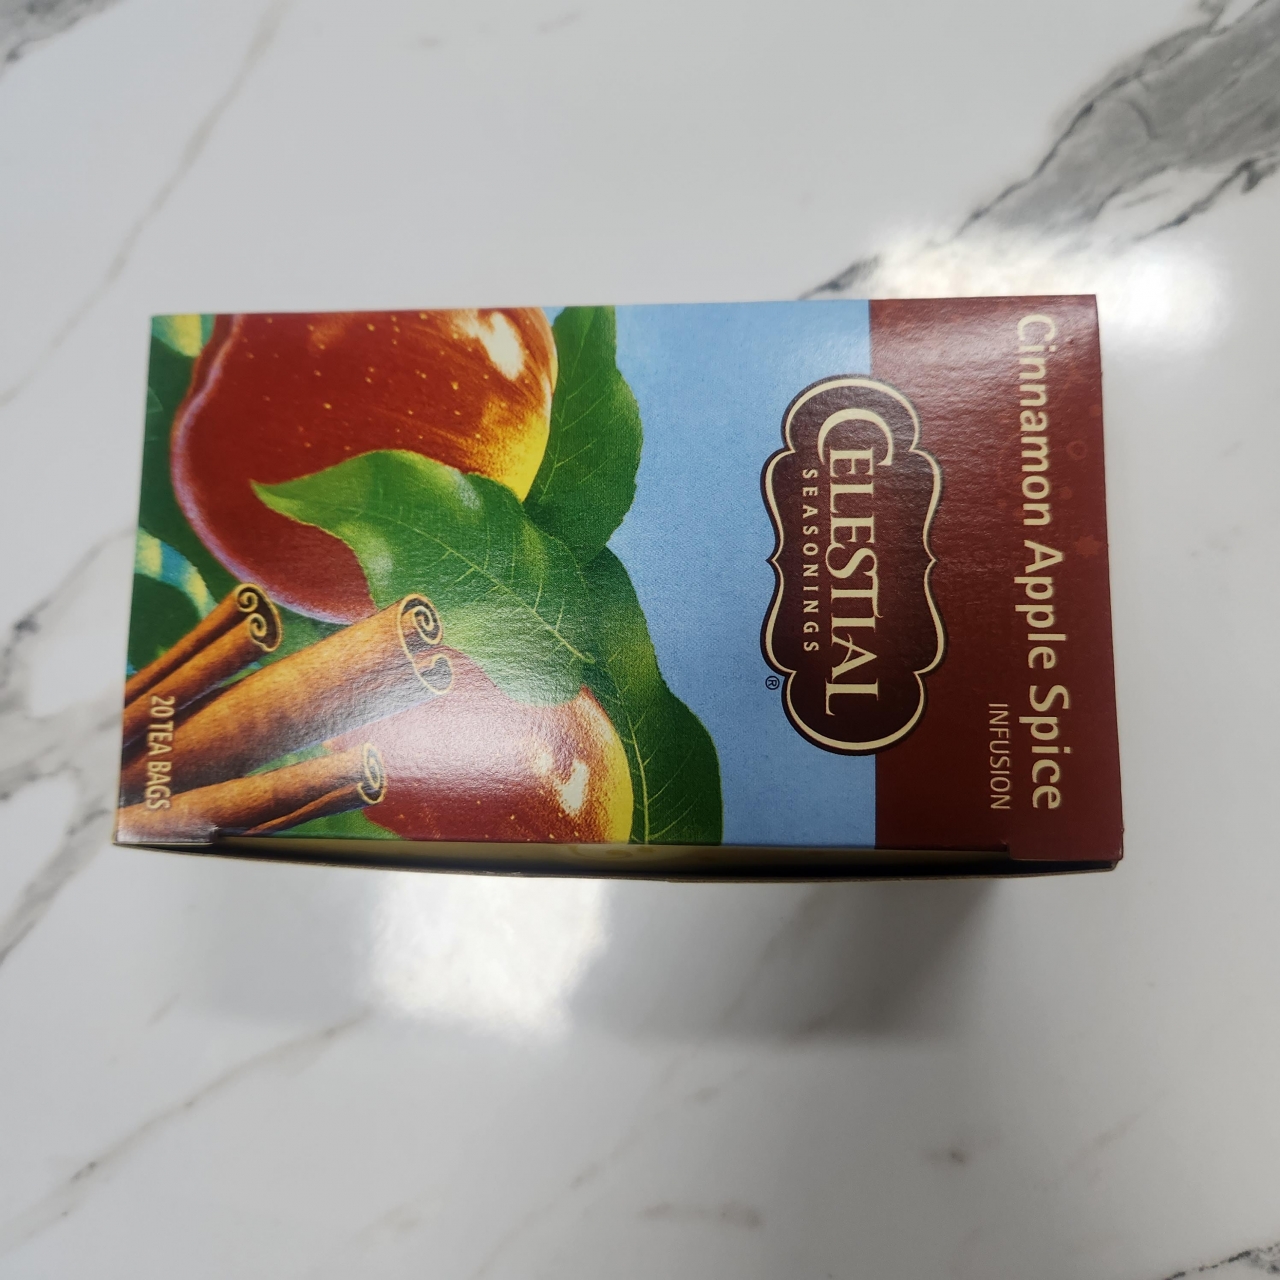 Cinnamon Apple Spice
INFUSION
CELESTIAL
SEASONINGS
®
20 TEA BAGS